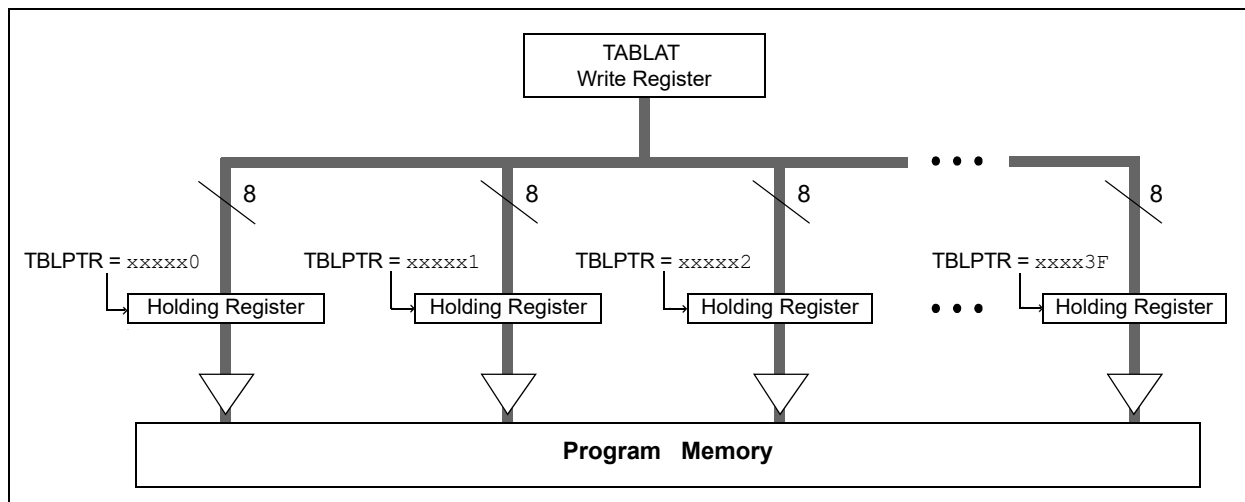 TABLAT
Write Register
8
8
8
8
TBLPTR = xxxxx0
TBLPTR = xxxxx1
TBLPTR = xxxxx2
TBLPTR = xxxx3F
Holding Register
Holding Register
Holding Register
Holding Register
Program Memory